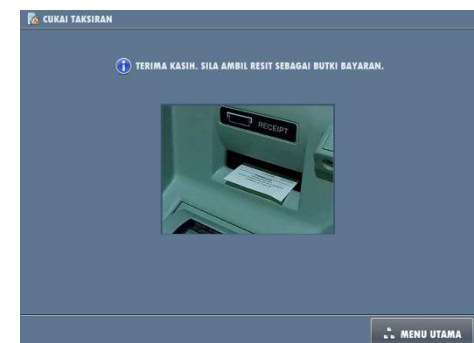 CUKAI TAKSIRAN
TERIMA KASIH. SILA AMBIL RESIT SEBAGAI BUTKI BAYARAN.
RECEIPT
MENU UTAMA